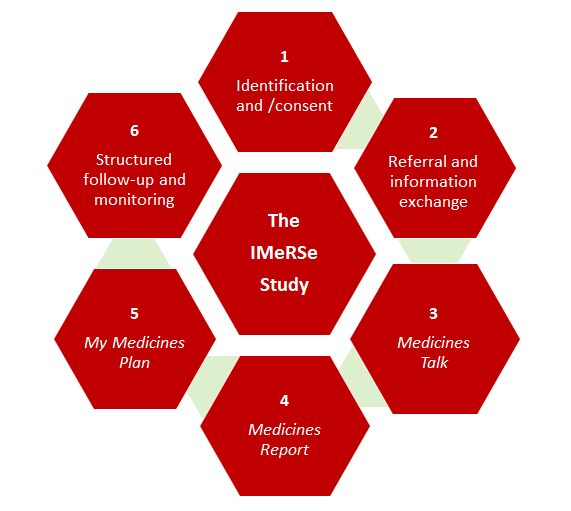 1
Identification
and /consent
2
Referral and
information
exchange
3
Medicines
Talk
4
Medicines
Report
5
My Medicines
Plan
6
Structured
follow-up and
monitoring
The
IMeRSe
Study